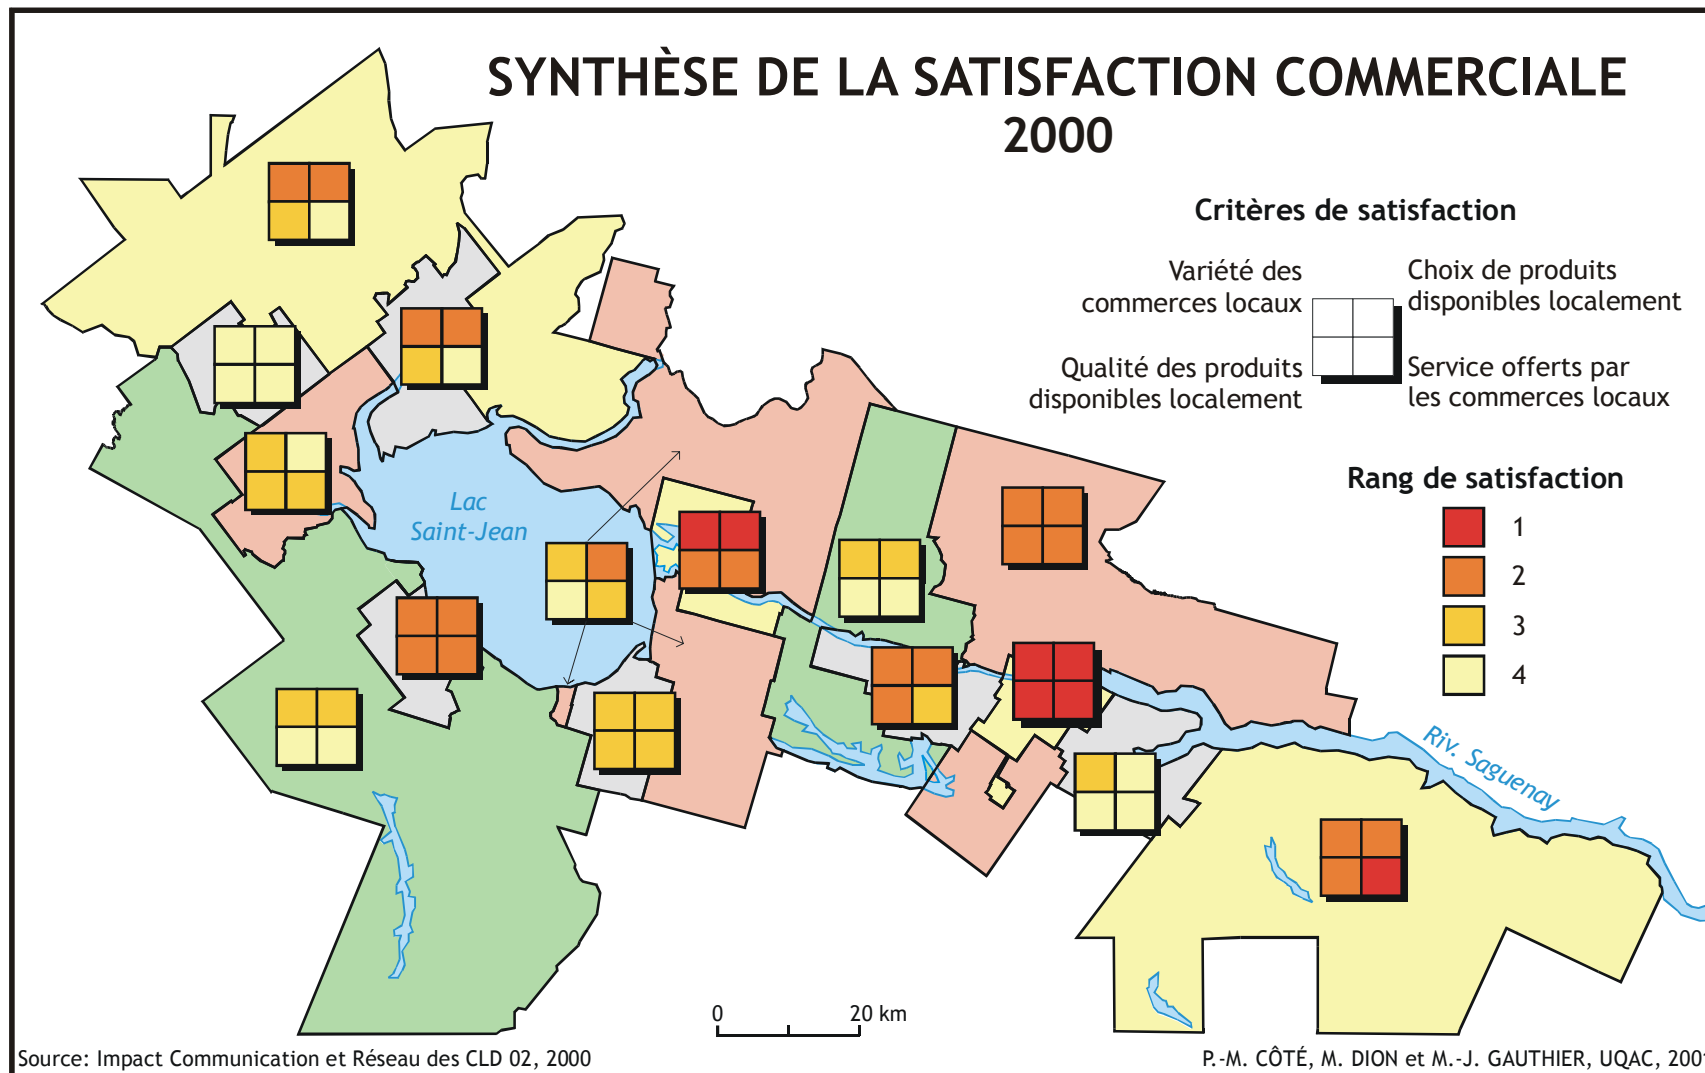 SYNTHÈSE DE LA SATISFACTION COMMERCIALE
2000
Critères de satisfaction
Variété des
commerces locaux
Choix de produits
disponibles localement
Qualité des produits
disponibles localement
Service offerts par
les commerces locaux
Rang de satisfaction
1
2
3
4
Lac
Saint-Jean
Riv. Saguenay
0 20 km
Source: Impact Communication et Réseau des CLD 02, 2000
P.-M. CÔTÉ, M. DION et M.-J. GAUTHIER, UQAC, 2001